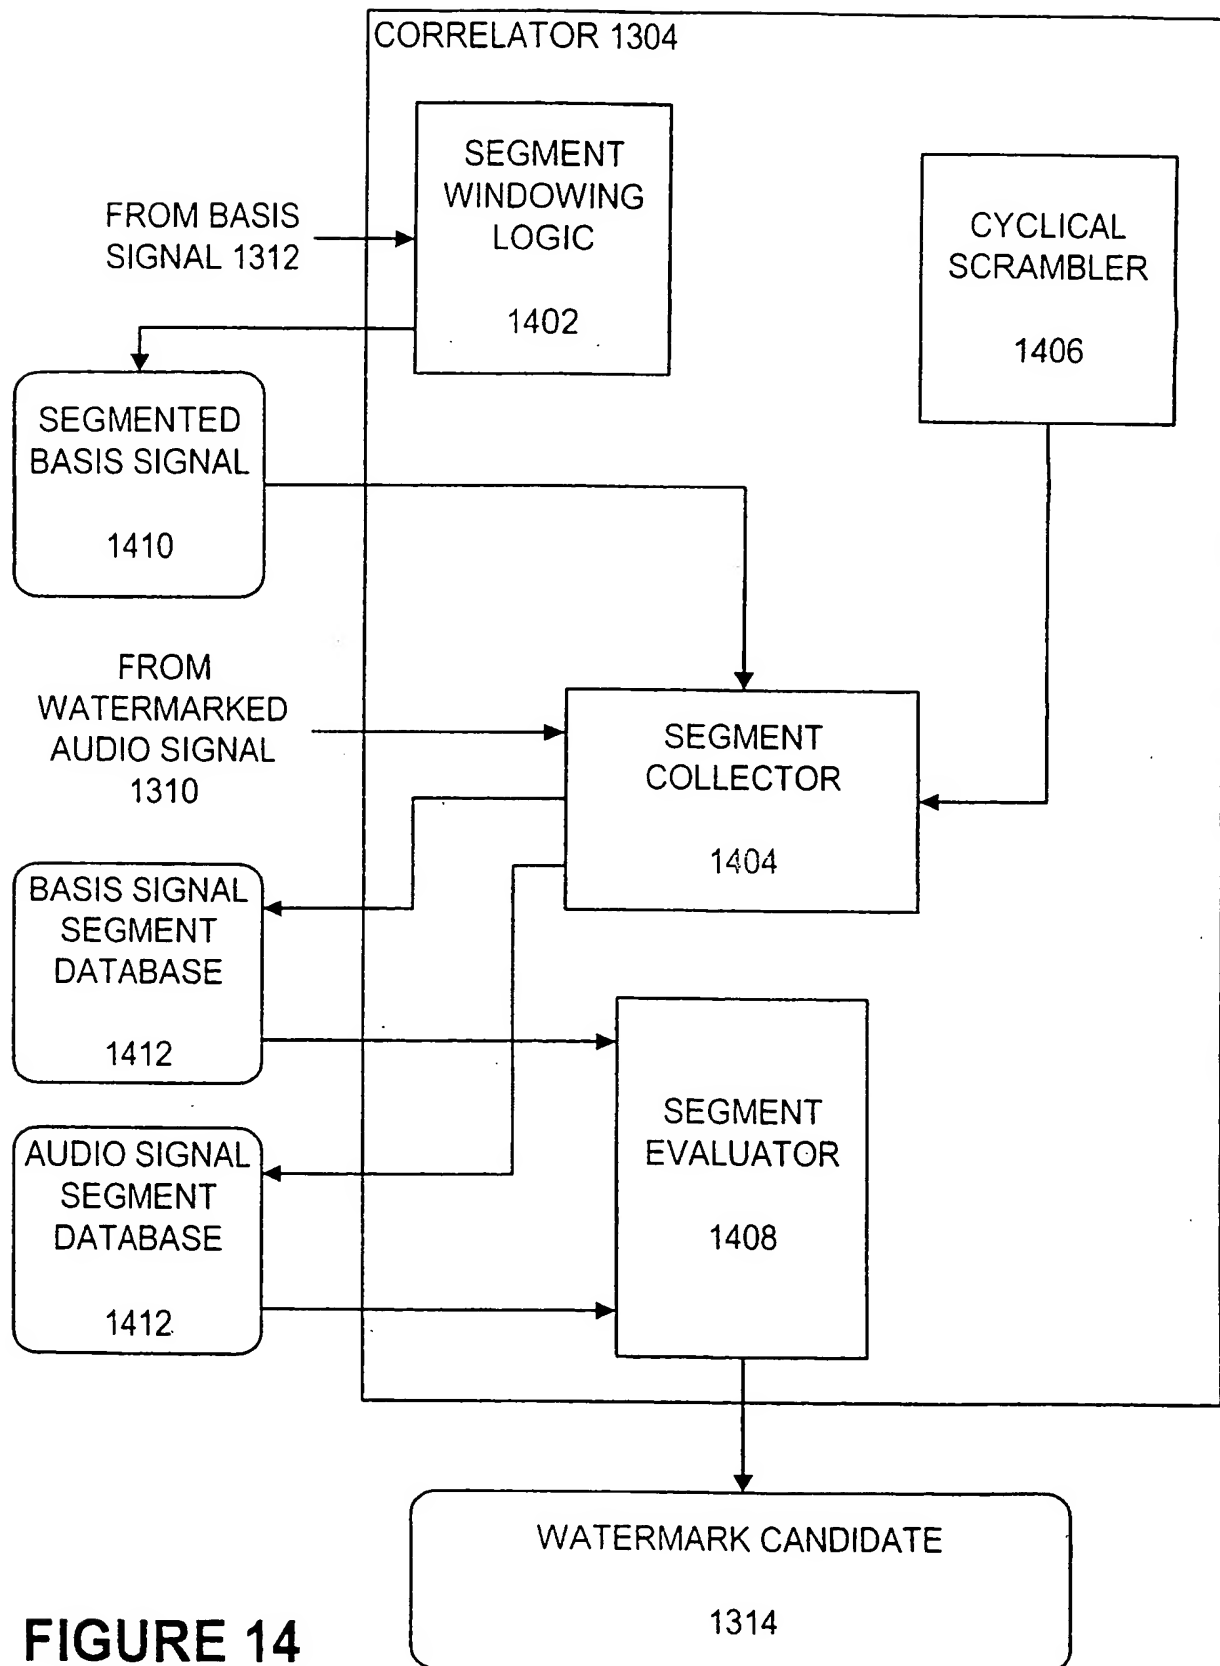 CORRELATOR 1304
SEGMENT
WINDOWING
LOGIC
1402
CYCLICAL
SCRAMBLER
1406
FROM BASIS
SIGNAL 1312
SEGMENTED
BASIS SIGNAL
1410
FROM
WATERMARKED
AUDIO SIGNAL
1310
SEGMENT
COLLECTOR
1404
BASIS SIGNAL
SEGMENT
DATABASE
1412
SEGMENT
EVALUATOR
1408
AUDIO SIGNAL
SEGMENT
DATABASE
1412
WATERMARK CANDIDATE
1314
FIGURE 14